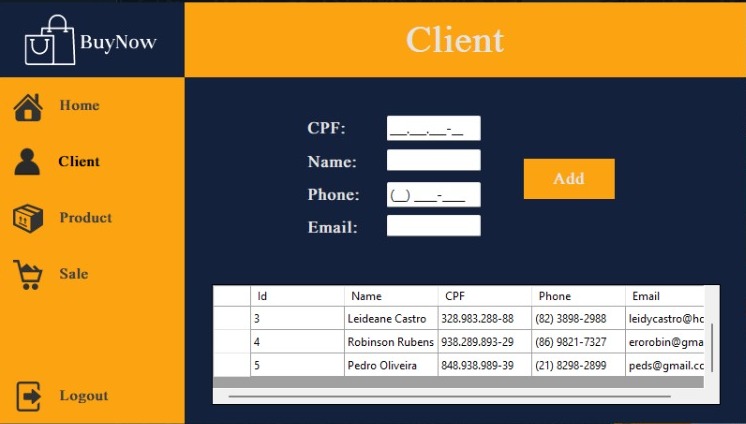 BuyNow
Client
Home
Client
Product
Sale
Logout
CPF: ___.___.___-__
Name:
Phone: (__) ____-____
Email:
Add
Id Name CPF Phone Email
3 Leideane Castro 328.983.288-88 (82) 3898-2988 leidycastro@hc
4 Robinson Rubens 938.289.893-29 (86) 9821-7327 erorobin@gma
5 Pedro Oliveira 848.938.989-39 (21) 8298-2899 peds@gmail.cc